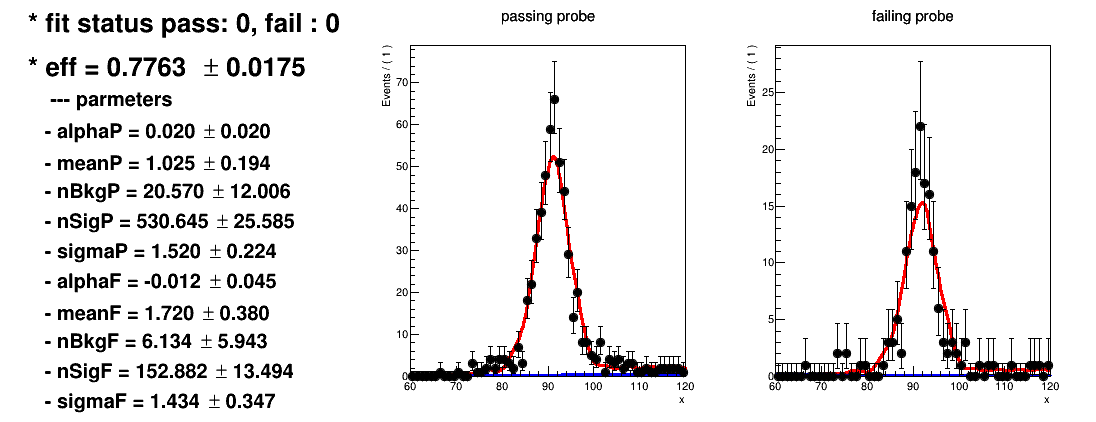 * fit status pass: 0, fail : 0
* eff = 0.7763 ± 0.0175
--- parmeters
- alphaP = 0.020 ± 0.020
- meanP = 1.025 ± 0.194
- nBkgP = 20.570 ± 12.006
- nSigP = 530.645 ± 25.585
- sigmaP = 1.520 ± 0.224
- alphaF = -0.012 ± 0.045
- meanF = 1.720 ± 0.380
- nBkgF = 6.134 ± 5.943
- nSigF = 152.882 ± 13.494
- sigmaF = 1.434 ± 0.347
passing probe
Events / ( 1 )
70
60
50
40
30
20
10
0
60 70 80 90 100 110 120
x
failing probe
Events / ( 1 )
25
20
15
10
5
0
60 70 80 90 100 110 120
x